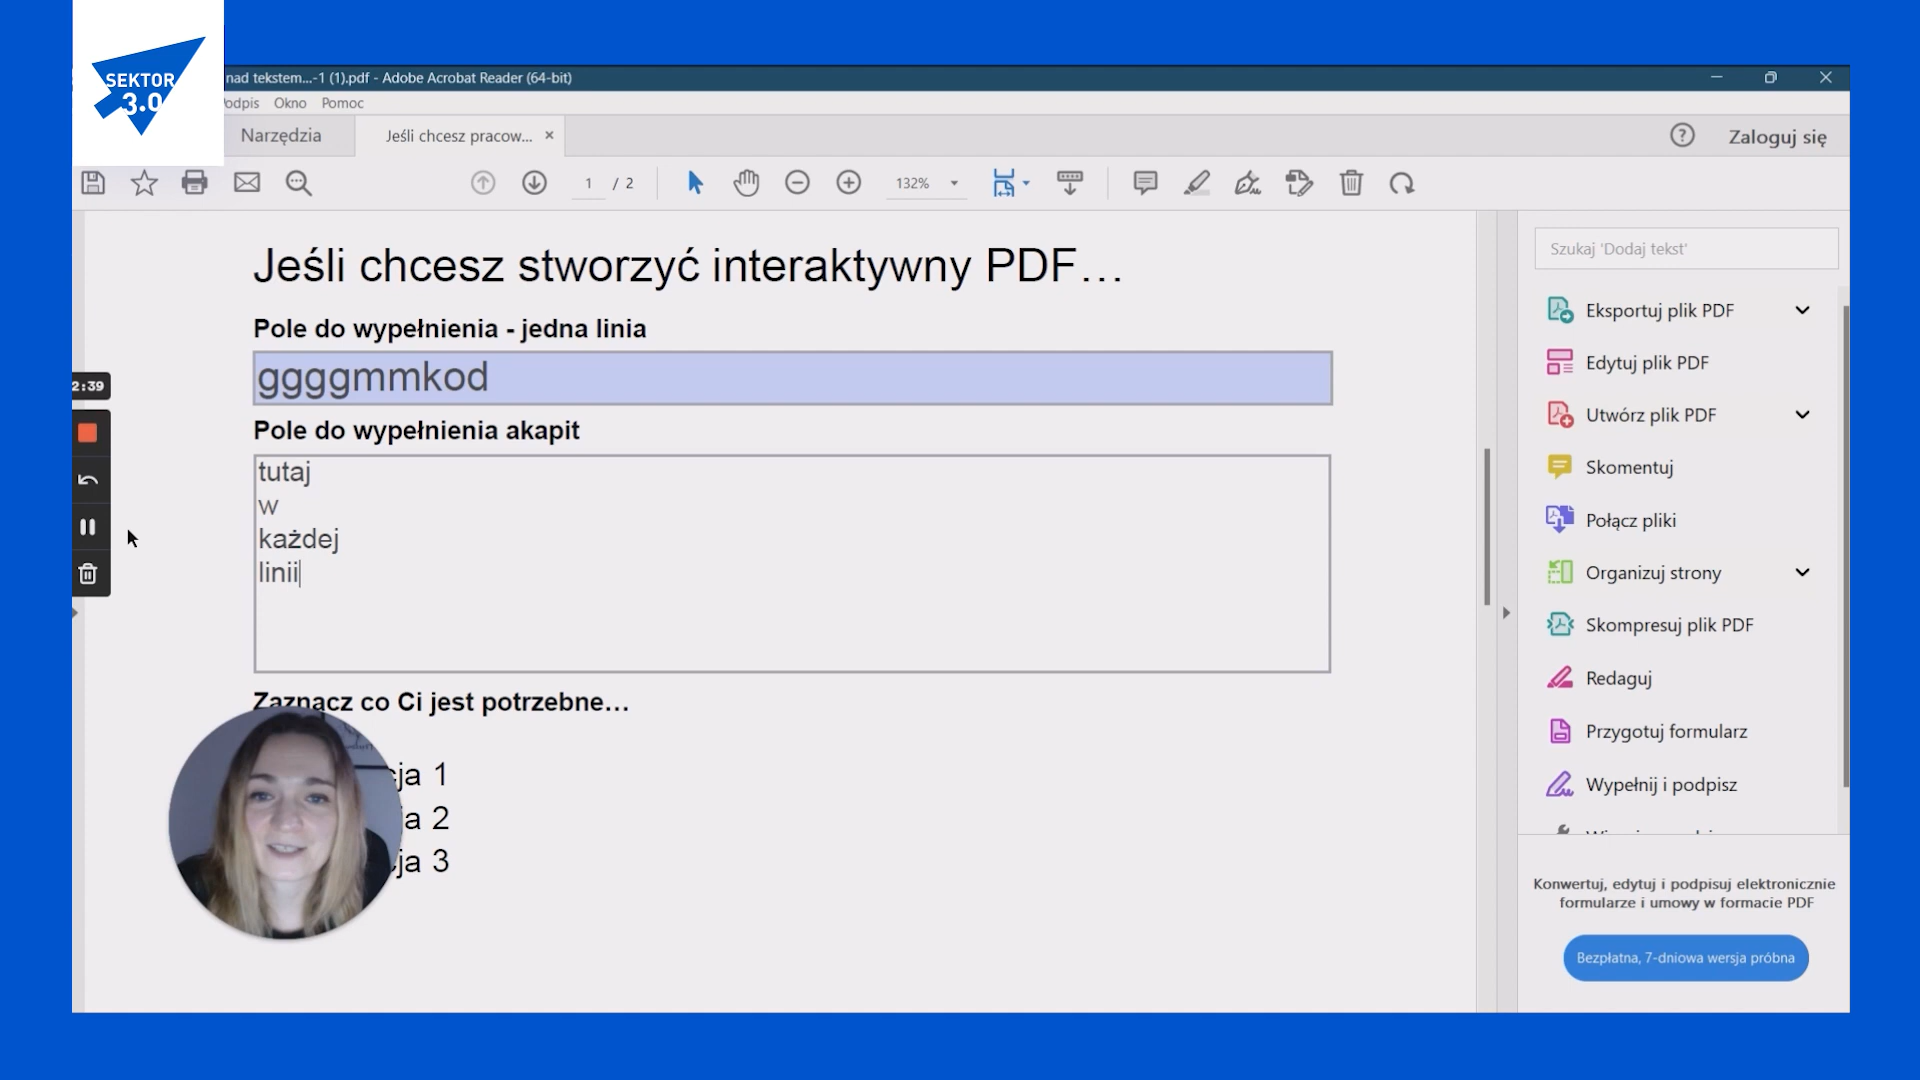 SEKTOR
3.0
nad tekstem...-1 (1).pdf - Adobe Acrobat Reader (64-bit)
Podpis Okno Pomoc
Narzędzia
Jeśli chcesz pracow... ×
Zaloguj się
1 / 2
132%
Jeśli chcesz stworzyć interaktywny PDF…
Pole do wypełnienia - jedna linia
ggggmmkod
2:39
Pole do wypełnienia akapit
tutaj
w
każdej
linii
Zaznacz co Ci jest potrzebne…
cja 1
a 2
cja 3
Szukaj 'Dodaj tekst'
Eksportuj plik PDF
Edytuj plik PDF
Utwórz plik PDF
Skomentuj
Połącz pliki
Organizuj strony
Skompresuj plik PDF
Redaguj
Przygotuj formularz
Wypełnij i podpisz
Konwertuj, edytuj i podpisuj elektronicznie
formularze i umowy w formacie PDF
Bezpłatna, 7-dniowa wersja próbna